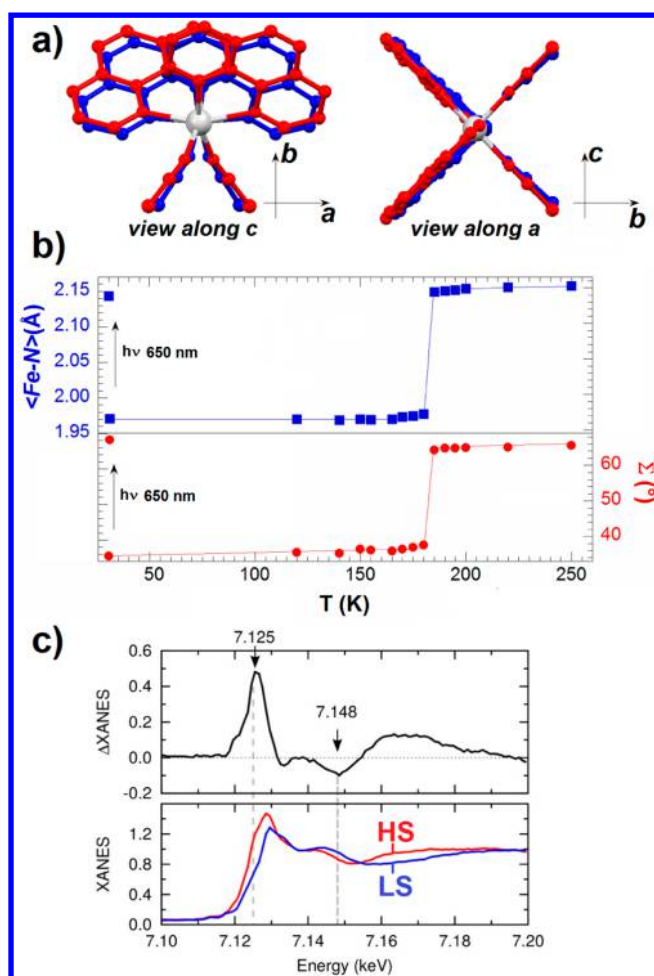 a)
b
a
view along c
c
b
view along a
b)
2.15
2.10
2.05
2.00
1.95
<Fe-N>(Å)
hν 650 nm
hν 650 nm
60
50
40
Σ (°)
50
100
150
200
250
T (K)
c)
7.125
7.148
0.6
0.4
0.2
0.0
-0.2
ΔXANES
HS
LS
1.6
1.2
0.8
0.4
0.0
XANES
7.10 7.12 7.14 7.16 7.18 7.20
Energy (keV)